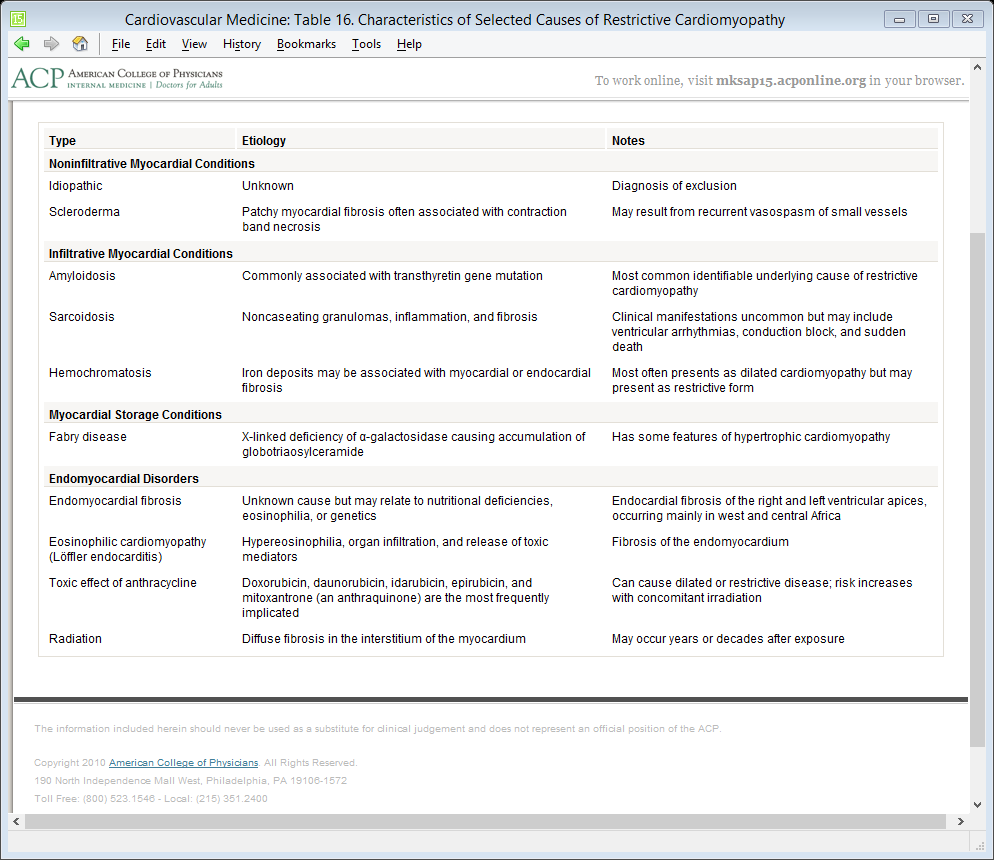 15
Cardiovascular Medicine: Table 16. Characteristics of Selected Causes of Restrictive Cardiomyopathy
File Edit View History Bookmarks Tools Help
ACP AMERICAN COLLEGE OF PHYSICIANS
INTERNAL MEDICINE | Doctors for Adults
To work online, visit mksap15.acponline.org in your browser.
Type Etiology Notes
Noninfiltrative Myocardial Conditions
Idiopathic Unknown Diagnosis of exclusion
Scleroderma Patchy myocardial fibrosis often associated with contraction May result from recurrent vasospasm of small vessels
band necrosis
Infiltrative Myocardial Conditions
Amyloidosis Commonly associated with transthyretin gene mutation Most common identifiable underlying cause of restrictive
cardiomyopathy
Sarcoidosis Noncaseating granulomas, inflammation, and fibrosis Clinical manifestations uncommon but may include
ventricular arrhythmias, conduction block, and sudden
death
Hemochromatosis Iron deposits may be associated with myocardial or endocardial Most often presents as dilated cardiomyopathy but may
fibrosis present as restrictive form
Myocardial Storage Conditions
Fabry disease X-linked deficiency of α-galactosidase causing accumulation of Has some features of hypertrophic cardiomyopathy
globotriaosylceramide
Endomyocardial Disorders
Endomyocardial fibrosis Unknown cause but may relate to nutritional deficiencies, Endocardial fibrosis of the right and left ventricular apices,
eosinophilia, or genetics occurring mainly in west and central Africa
Eosinophilic cardiomyopathy Hypereosinophilia, organ infiltration, and release of toxic Fibrosis of the endomyocardium
(Löffler endocarditis) mediators
Toxic effect of anthracycline Doxorubicin, daunorubicin, idarubicin, epirubicin, and Can cause dilated or restrictive disease; risk increases
mitoxantrone (an anthraquinone) are the most frequently with concomitant irradiation
implicated
Radiation Diffuse fibrosis in the interstitium of the myocardium May occur years or decades after exposure
The information included herein should never be used as a substitute for clinical judgement and does not represent an official position of the ACP.
Copyright 2010 American College of Physicians. All Rights Reserved.
190 North Independence Mall West, Philadelphia, PA 19106-1572
Toll Free: (800) 523.1546 - Local: (215) 351.2400